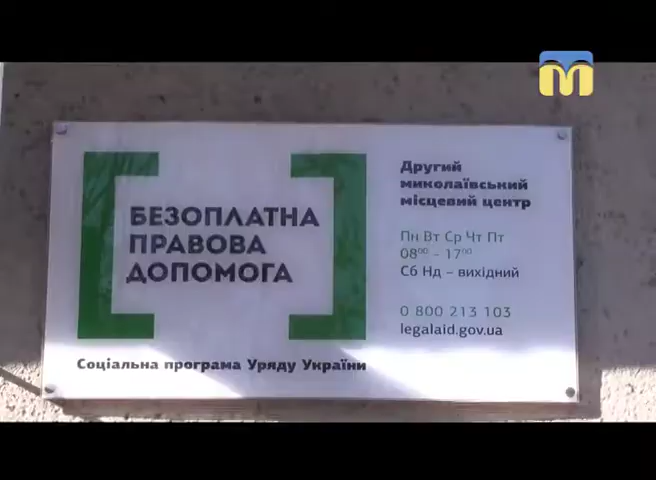 БЕЗОПЛАТНА
ПРАВОВА
ДОПОМОГА
Соціальна програма Уряду України
Другий
миколаївський
місцевий центр
Пн Вт Ср Чт Пт
08⁰⁰ – 17⁰⁰
Сб Нд – вихідний
0 800 213 103
legalaid.gov.ua